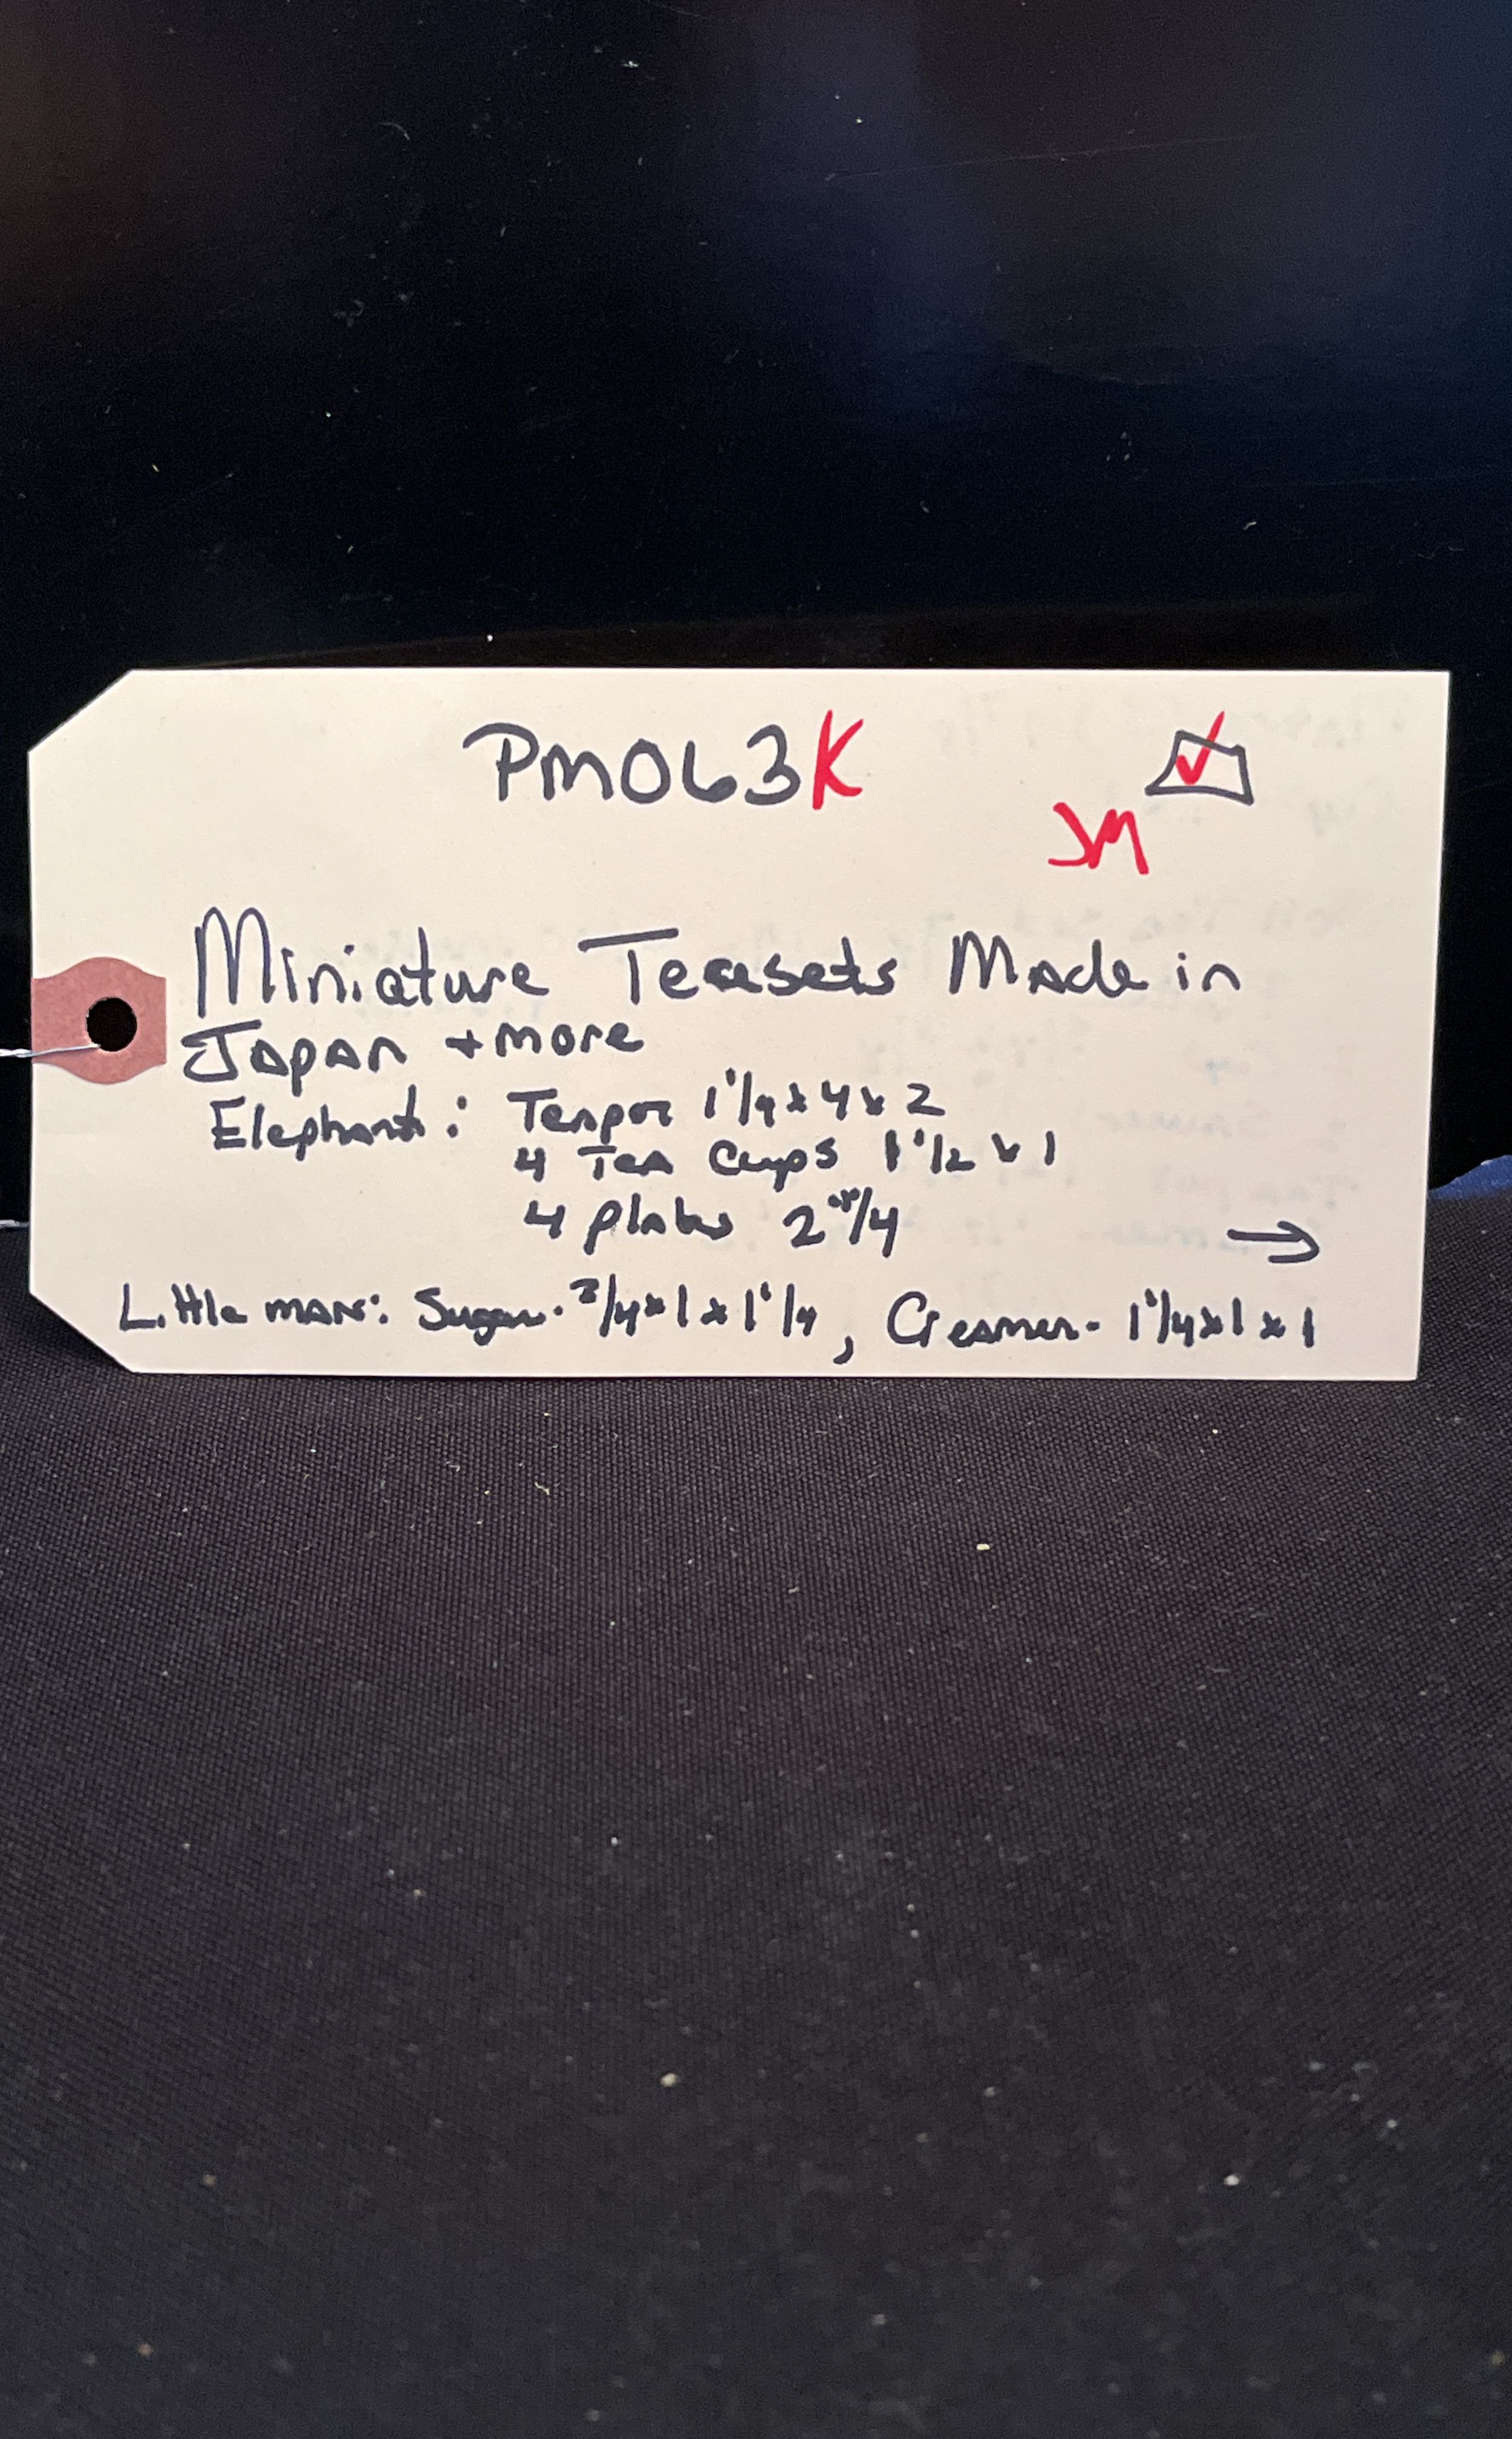 PM063K
JM
Miniature Teasets Made in
Japan + more
Elephant: Teapot 1 1/4 x 4 x 2
4 Tea Cups 1 1/2 x 1
4 plates 2 /4
Little man: Sugar - 3/4 x 1 x 1 1/4, Creamer - 1 1/4 x 1 x 1